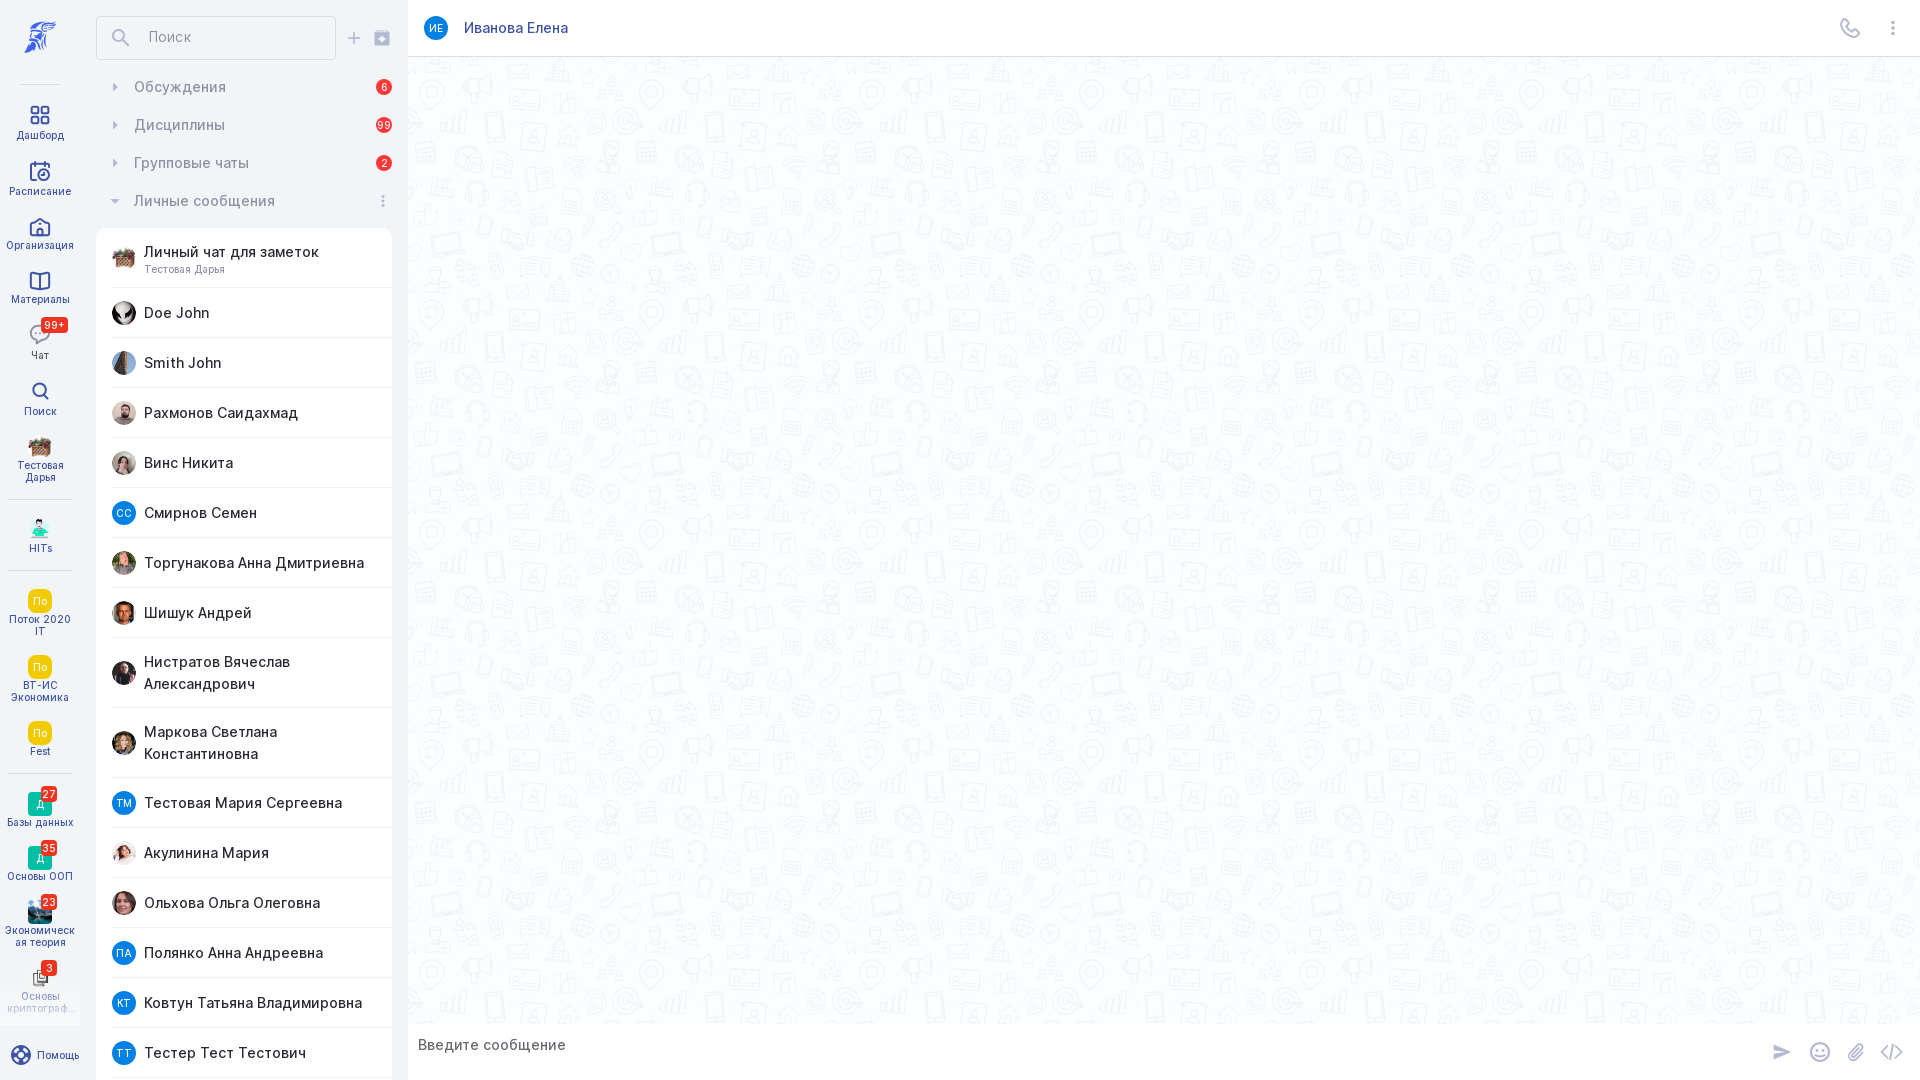 Дашборд
Расписание
Организация
Материалы
99+
Чат
Поиск
Тестовая
Дарья
HITs
По
Поток 2020
IT
По
ВТ-ИС
Экономика
По
Fest
27
Д
Базы данных
35
Д
Основы ООП
23
Экономическ
ая теория
3
Основы
криптограф...
Помощь
Поиск
Обсуждения 6
Дисциплины 99
Групповые чаты 2
Личные сообщения
Личный чат для заметок
Тестовая Дарья
Doe John
Smith John
Рахмонов Саидахмад
Винс Никита
СС Смирнов Семен
Торгунакова Анна Дмитриевна
Шишук Андрей
Нистратов Вячеслав
Александрович
Маркова Светлана
Константиновна
ТМ Тестовая Мария Сергеевна
Акулинина Мария
Ольхова Ольга Олеговна
ПА Полянко Анна Андреевна
КТ Ковтун Татьяна Владимировна
ТТ Тестер Тест Тестович
ИЕ Иванова Елена
Введите сообщение